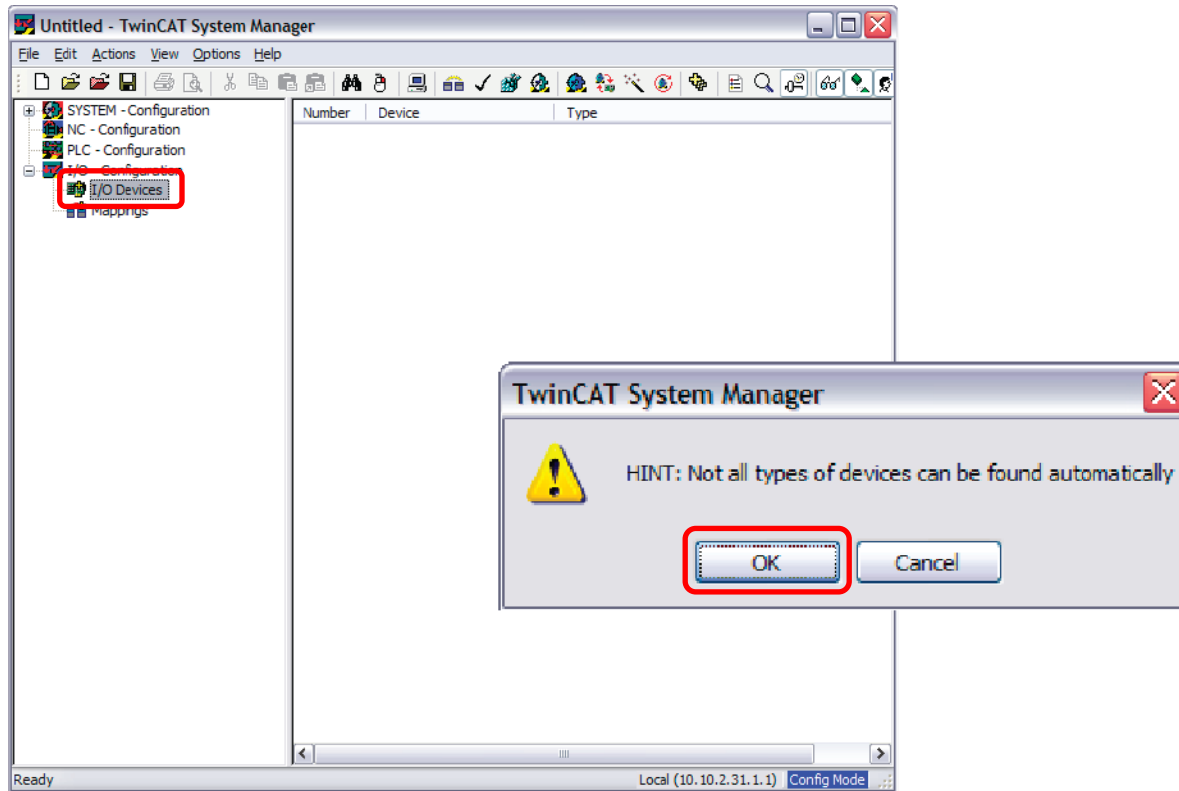 Untitled - TwinCAT System Manager
File Edit Actions View Options Help
SYSTEM - Configuration
NC - Configuration
PLC - Configuration
I/O - Configuration
I/O Devices
Mappings
Number Device Type
TwinCAT System Manager
HINT: Not all types of devices can be found automatically
OK Cancel
Ready Local (10.10.2.31.1.1) Config Mode